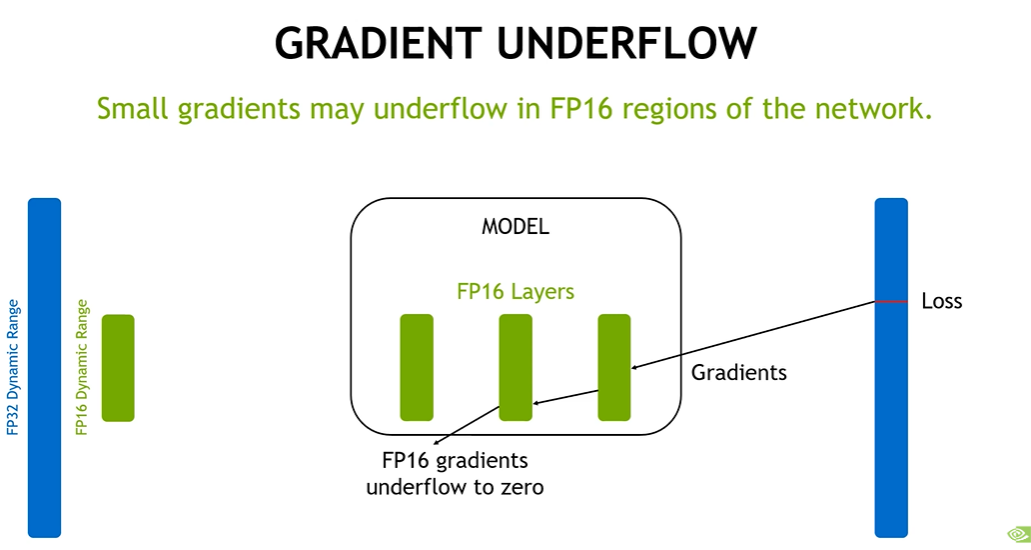 GRADIENT UNDERFLOW
Small gradients may underflow in FP16 regions of the network.
FP32 Dynamic Range
FP16 Dynamic Range
MODEL
FP16 Layers
Loss
Gradients
FP16 gradients
underflow to zero